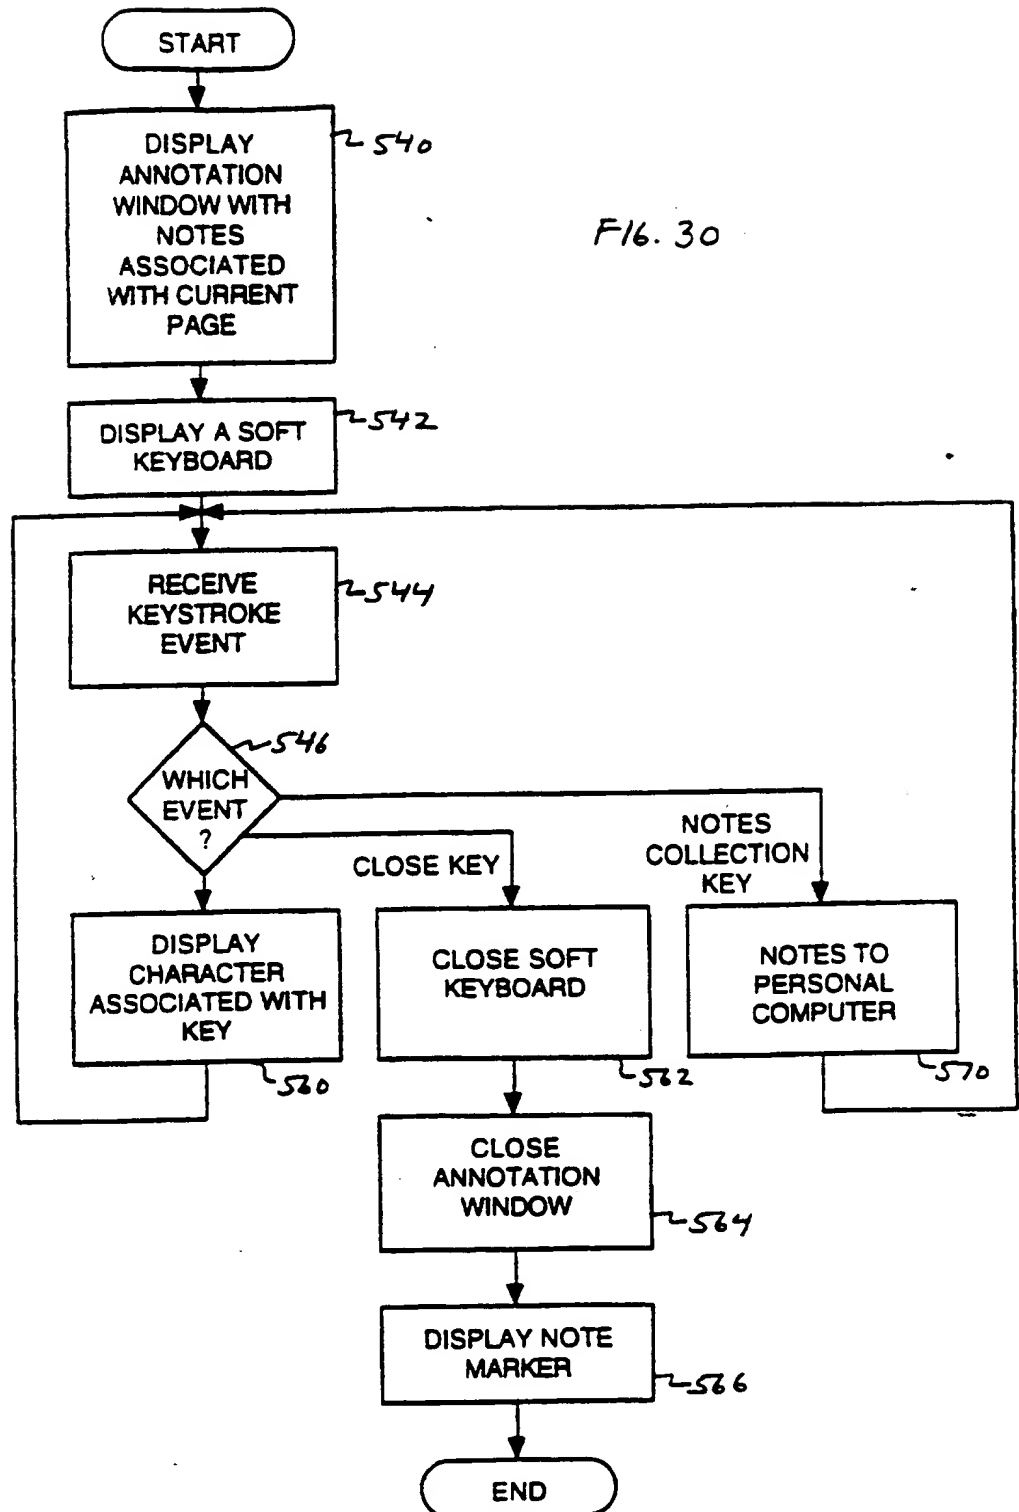 START
DISPLAY
ANNOTATION
WINDOW WITH
NOTES
ASSOCIATED
WITH CURRENT
PAGE
540
FIG. 30
DISPLAY A SOFT
KEYBOARD
542
RECEIVE
KEYSTROKE
EVENT
544
WHICH
EVENT
?
546
CLOSE KEY
NOTES
COLLECTION
KEY
DISPLAY
CHARACTER
ASSOCIATED WITH
KEY
560
CLOSE SOFT
KEYBOARD
562
NOTES TO
PERSONAL
COMPUTER
570
CLOSE
ANNOTATION
WINDOW
564
DISPLAY NOTE
MARKER
566
END